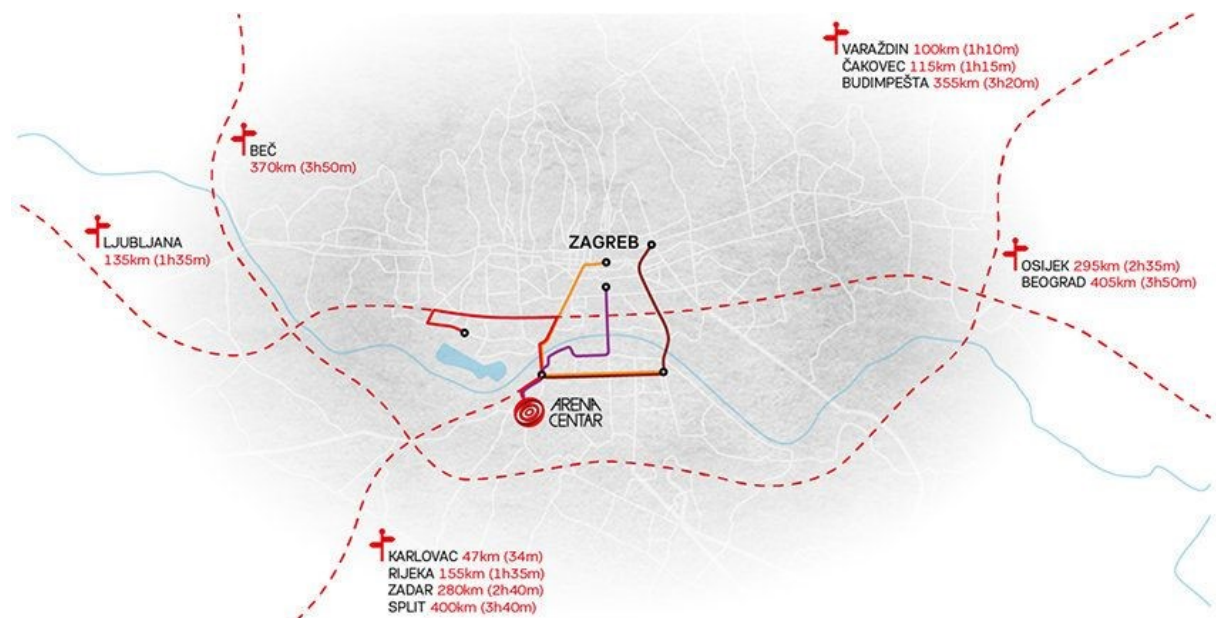 VARAŽDIN 100km (1h10m)
ČAKOVEC 115km (1h15m)
BUDIMPEŠTA 355km (3h20m)
BEČ
370km (3h50m)
LJUBLJANA
135km (1h35m)
ZAGREB
OSIJEK 295km (2h35m)
BEOGRAD 405km (3h50m)
ARENA
CENTAR
KARLOVAC 47km (34m)
RIJEKA 155km (1h35m)
ZADAR 280km (2h40m)
SPLIT 400km (3h40m)